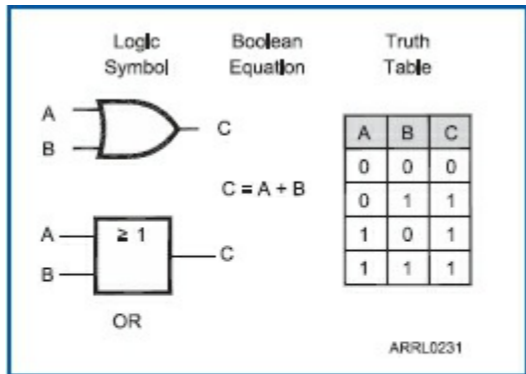 Logic Symbol
Boolean Equation
Truth Table
A
B
C
C = A + B
A
B
≥ 1
C
OR
A B C
0 0 0
0 1 1
1 0 1
1 1 1
ARRL0231